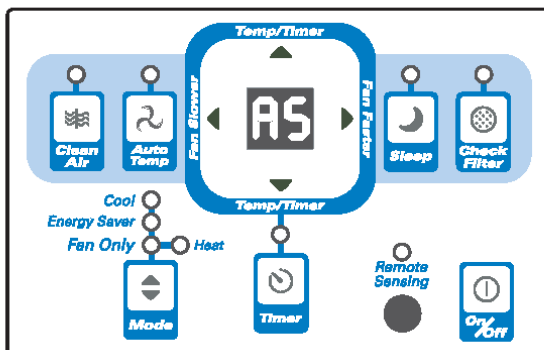 Temp/Timer
Fan Slower
AS
Fan Faster
Temp/Timer
Clean
Air
Auto
Temp
Sleep
Check
Filter
Cool
Energy Saver
Fan Only
Heat
Mode
Timer
Remote
Sensing
On/Off